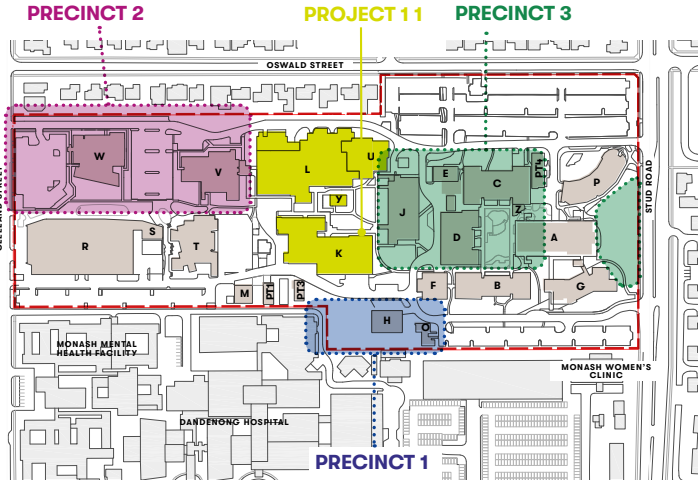 PRECINCT 2
PROJECT 11
PRECINCT 3
OSWALD STREET
STUD ROAD
W
V
L
U
Y
K
J
E
C
D
Z
PT4
P
A
R
S
T
M
PT1
PT3
F
B
G
H
O
MONASH MENTAL
HEALTH FACILITY
MONASH WOMEN'S
CLINIC
DANDENONG HOSPITAL
PRECINCT 1